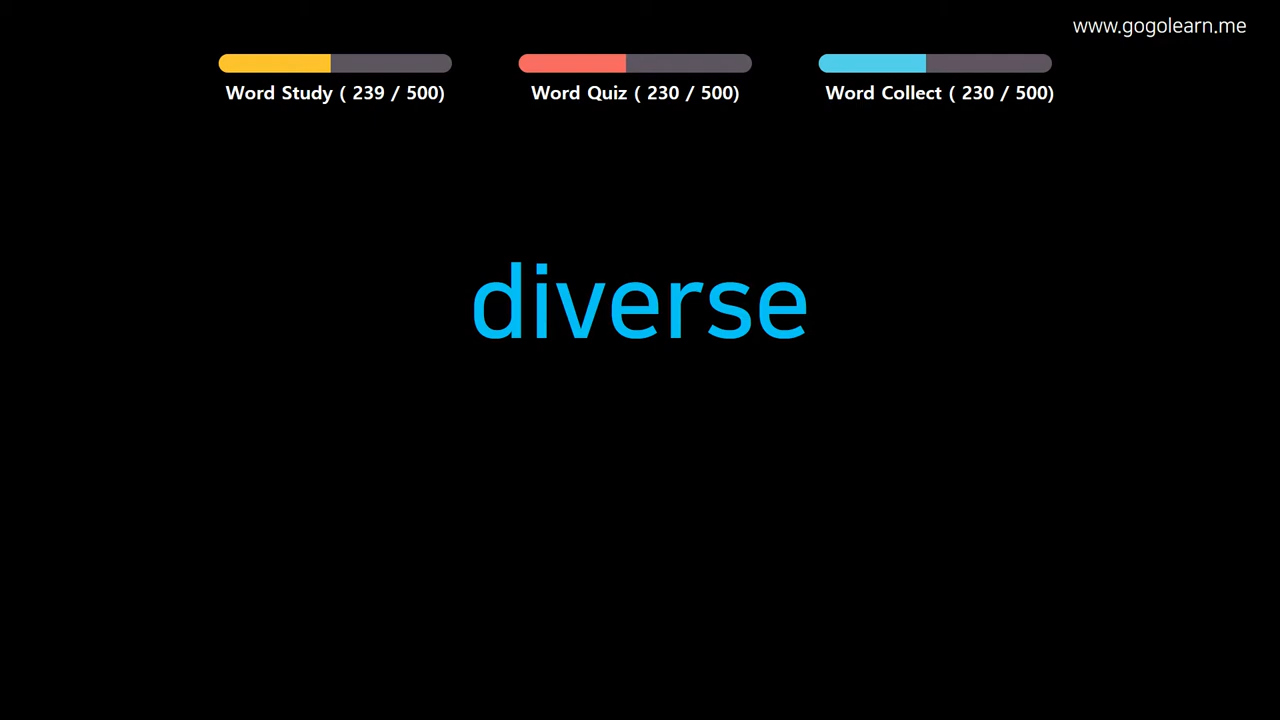 www.gogolearn.me
Word Study ( 239 / 500)
Word Quiz ( 230 / 500)
Word Collect ( 230 / 500)
diverse